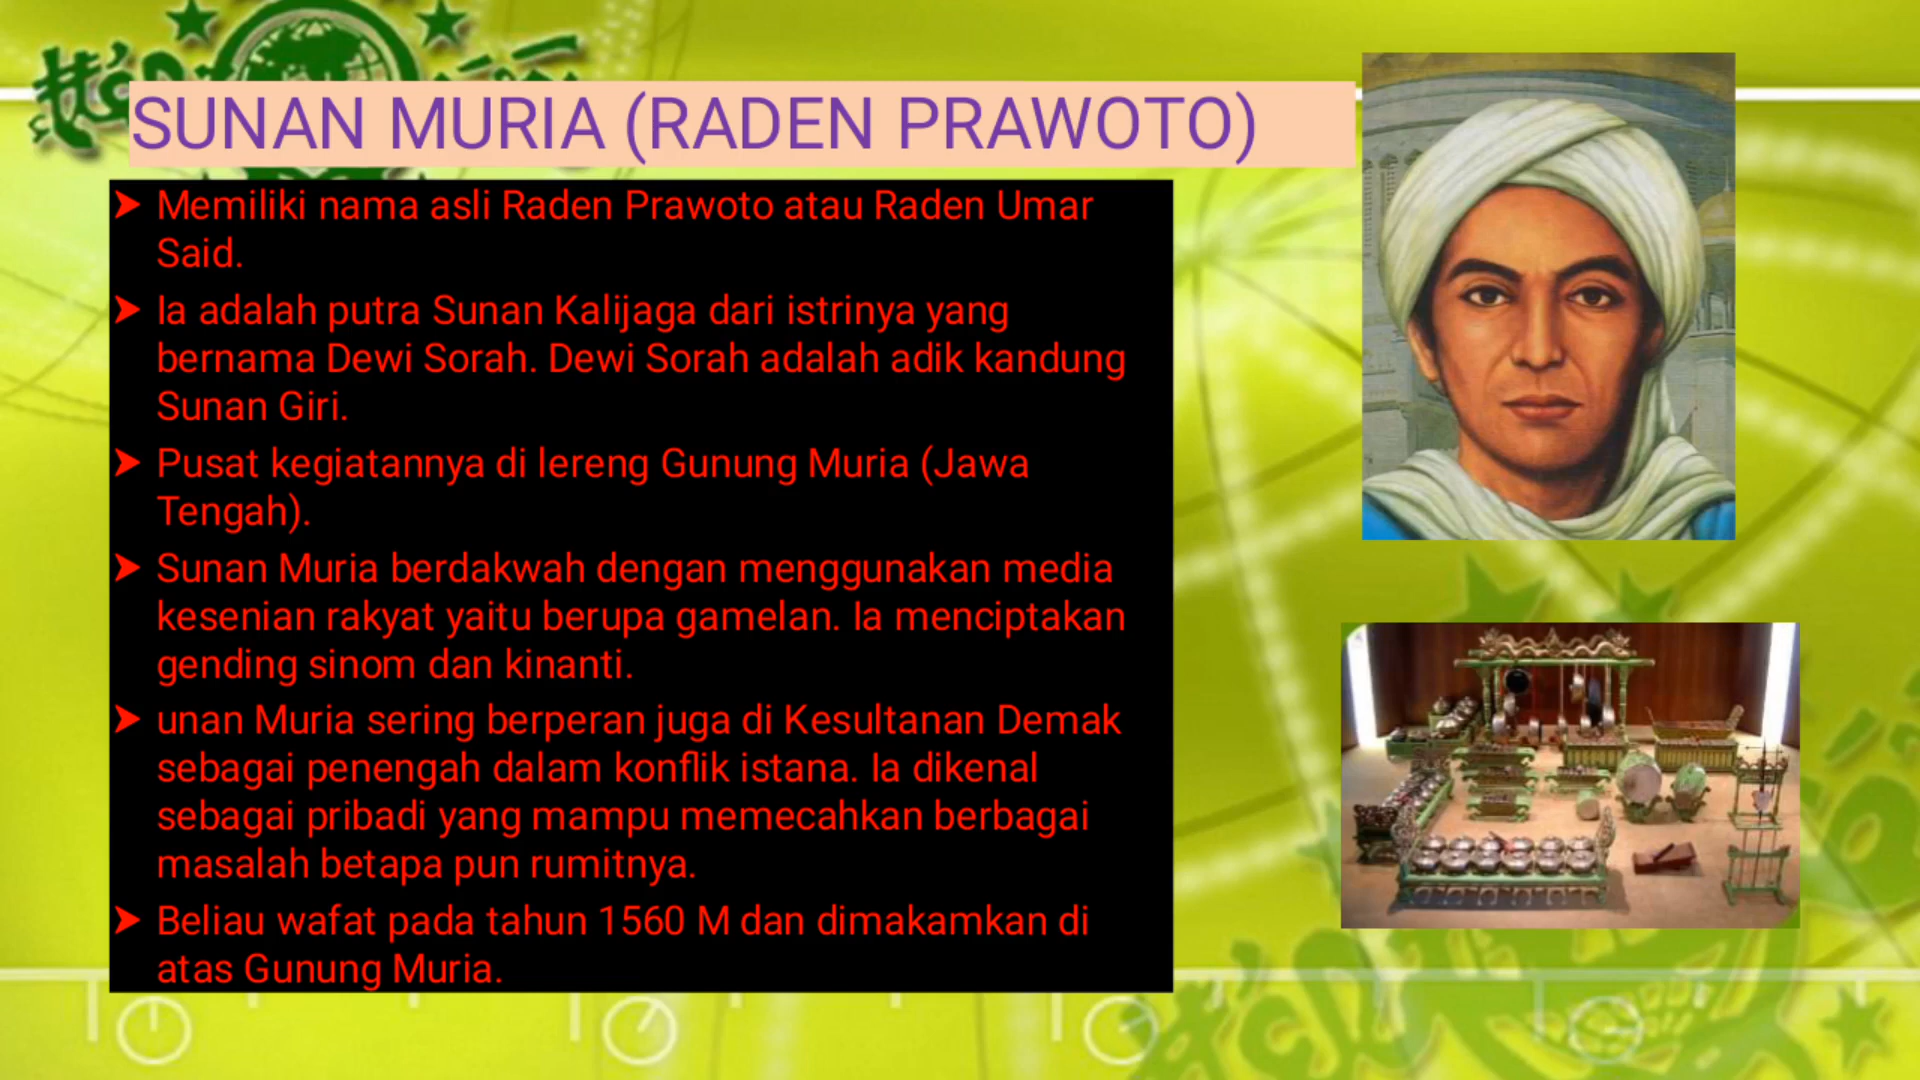 SUNAN MURIA (RADEN PRAWOTO)
➤ Memiliki nama asli Raden Prawoto atau Raden Umar
Said.
➤ Ia adalah putra Sunan Kalijaga dari istrinya yang
bernama Dewi Sorah. Dewi Sorah adalah adik kandung
Sunan Giri.
➤ Pusat kegiatannya di lereng Gunung Muria (Jawa
Tengah).
➤ Sunan Muria berdakwah dengan menggunakan media
kesenian rakyat yaitu berupa gamelan. Ia menciptakan
gending sinom dan kinanti.
➤ unan Muria sering berperan juga di Kesultanan Demak
sebagai penengah dalam konflik istana. Ia dikenal
sebagai pribadi yang mampu memecahkan berbagai
masalah betapa pun rumitnya.
➤ Beliau wafat pada tahun 1560 M dan dimakamkan di
atas Gunung Muria.